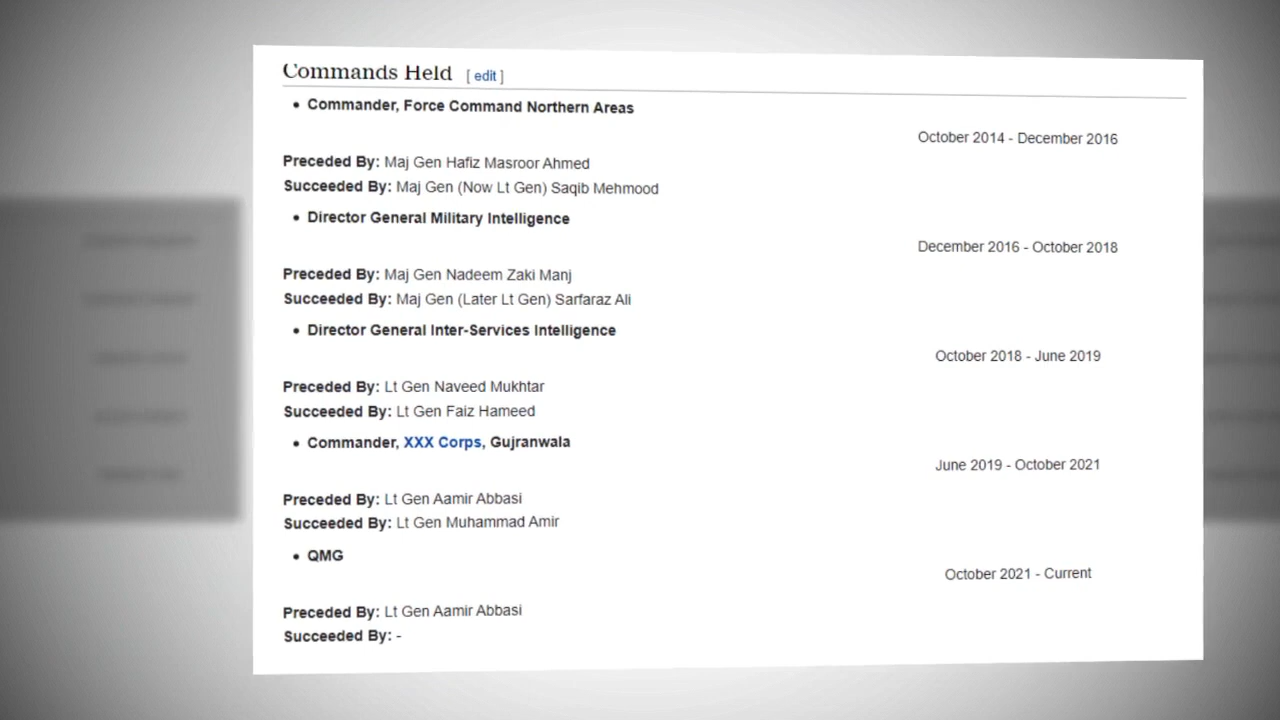 Commands Held [ edit ]
• Commander, Force Command Northern Areas
October 2014 - December 2016
Preceded By: Maj Gen Hafiz Masroor Ahmed
Succeeded By: Maj Gen (Now Lt Gen) Saqib Mehmood
• Director General Military Intelligence
December 2016 - October 2018
Preceded By: Maj Gen Nadeem Zaki Manj
Succeeded By: Maj Gen (Later Lt Gen) Sarfaraz Ali
• Director General Inter-Services Intelligence
October 2018 - June 2019
Preceded By: Lt Gen Naveed Mukhtar
Succeeded By: Lt Gen Faiz Hameed
• Commander, XXX Corps, Gujranwala
June 2019 - October 2021
Preceded By: Lt Gen Aamir Abbasi
Succeeded By: Lt Gen Muhammad Amir
• QMG
October 2021 - Current
Preceded By: Lt Gen Aamir Abbasi
Succeeded By: -